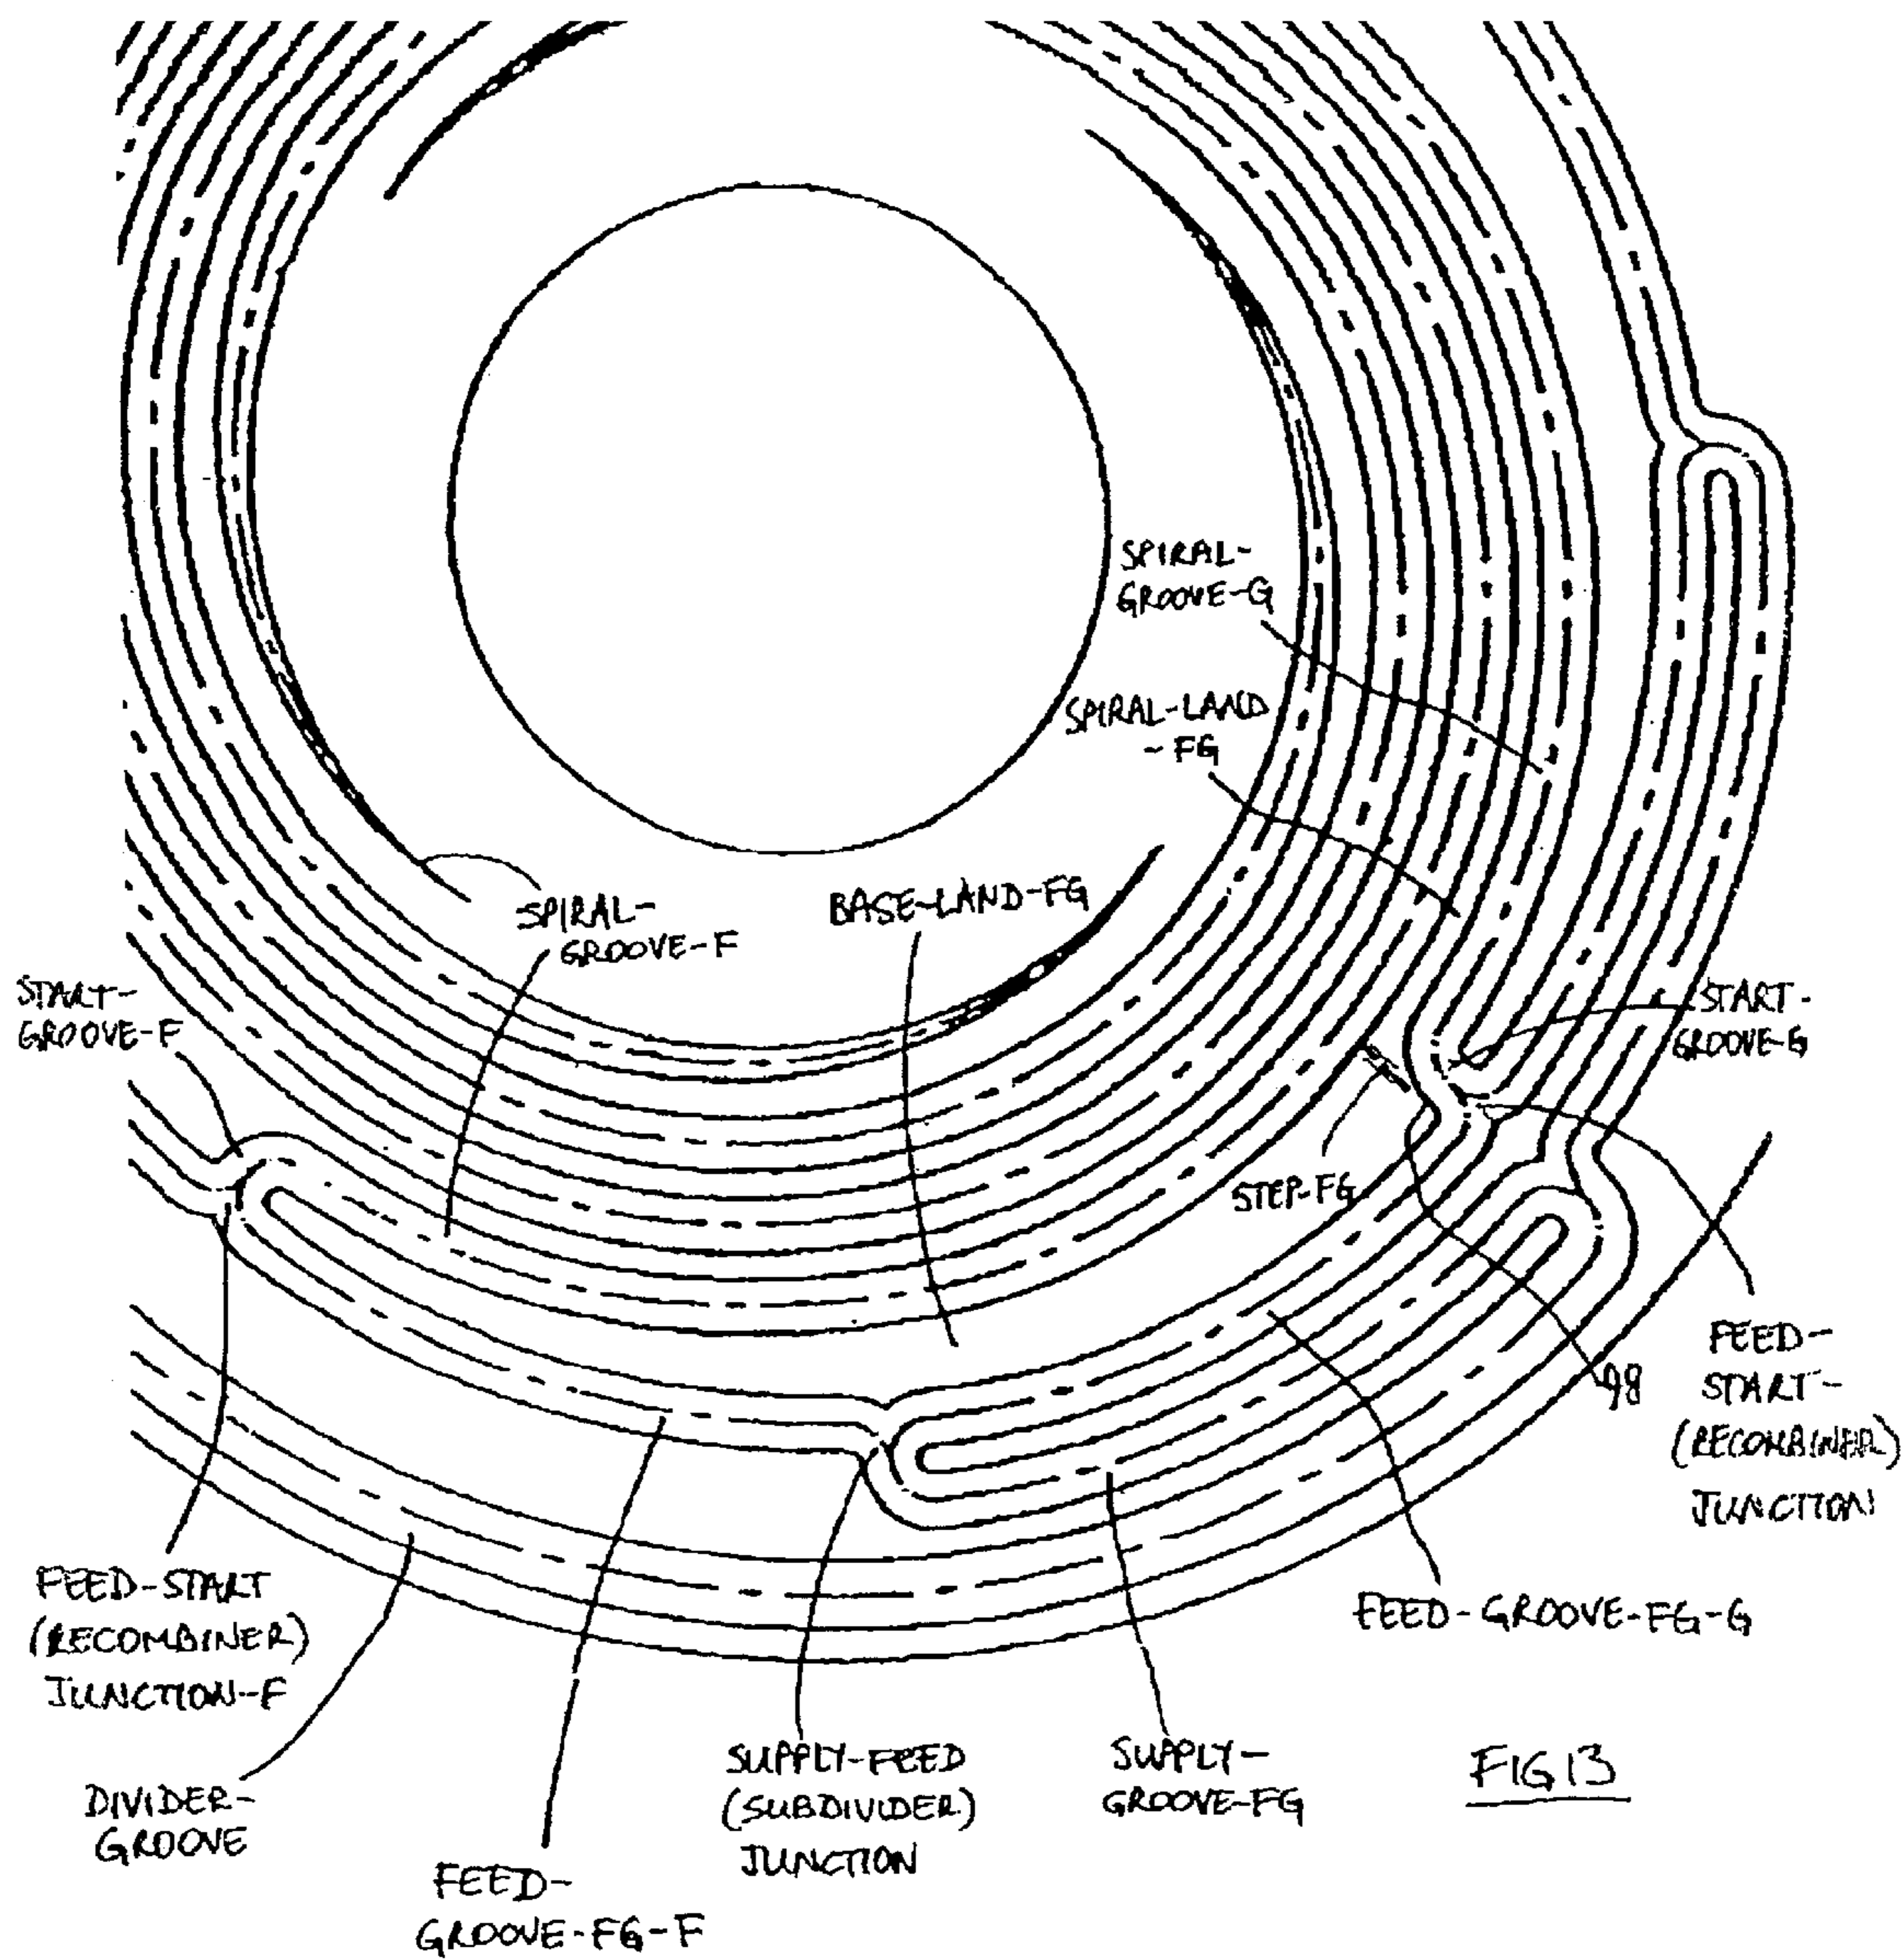 SPIRAL-
GROOVE-G
SPIRAL-LAND
-FG
SPIRAL-
GROOVE-F
BASE-LAND-FG
START-
GROOVE-F
START-
GROOVE-G
STEP-FG
98
FEED-
START-
(RECOMBINER)
JUNCTION
FEED-START
(RECOMBINER)
JUNCTION-F
FEED-GROOVE-FG-G
DIVIDER-
GROOVE
SUPPLY-FEED
(SUBDIVIDER)
JUNCTION
SUPPLY-
GROOVE-FG
FIG 13
FEED-
GROOVE-FG-F